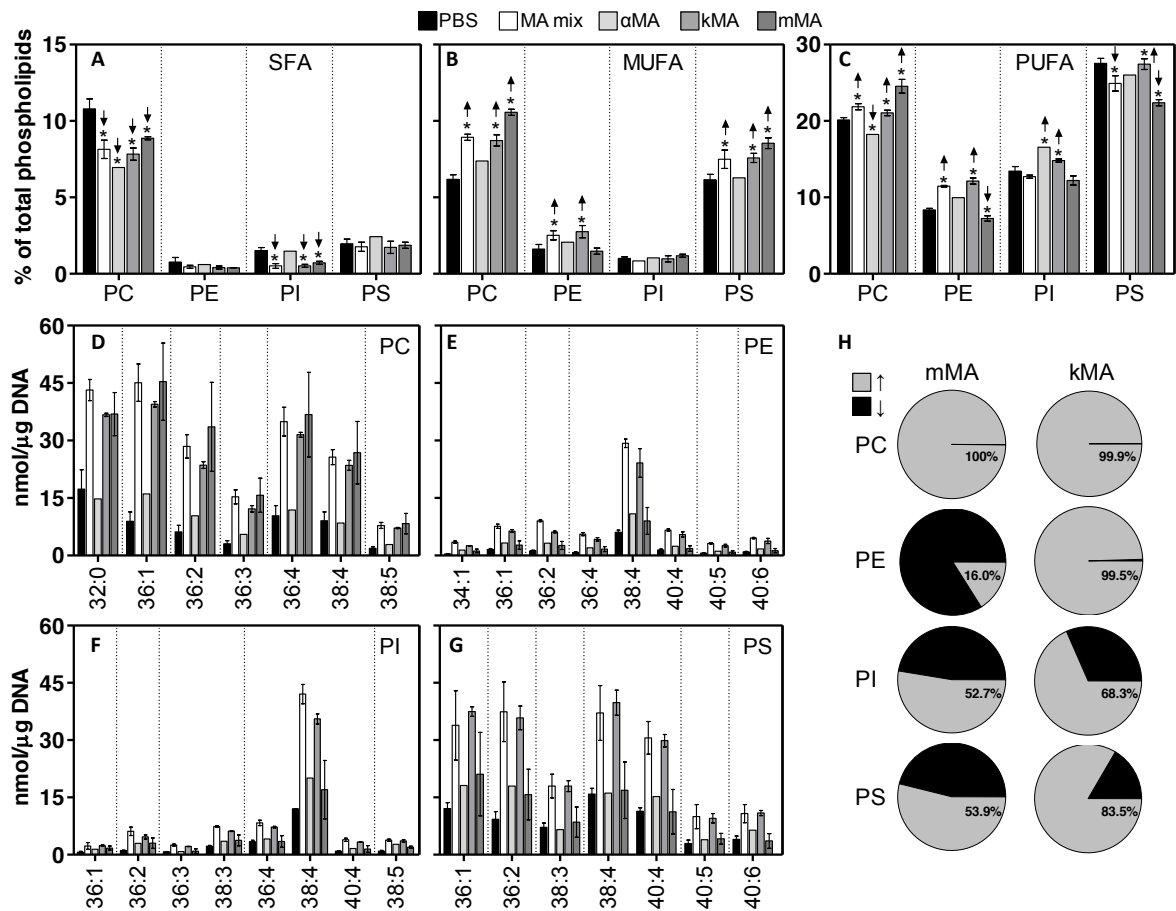 PBS MA mix αMA kMA mMA
A SFA
B MUFA
C PUFA
% of total phospholipids
15
10
5
0
30
20
10
0
* * * * * * *
* * * * * * * *
* * * * * * * * * * * *
↓ ↓ ↓ ↓ ↓ ↓ ↓
↑ ↑ ↑ ↑ ↑ ↑ ↑ ↑
↑ ↓ ↑ ↑ ↑ ↑ ↓ ↑ ↑ ↓ ↑ ↓
PC PE PI PS
PC PE PI PS
PC PE PI PS
D PC
E PE
nmol/µg DNA
60
45
30
15
0
32:0 36:1 36:2 36:3 36:4 38:4 38:5
34:1 36:1 36:2 36:4 38:4 40:4 40:5 40:6
F PI
G PS
nmol/µg DNA
60
45
30
15
0
36:1 36:2 36:3 38:3 36:4 38:4 40:4 38:5
36:1 36:2 38:3 38:4 40:4 40:5 40:6
H
↑
↓
mMA kMA
PC 100% 99.9%
PE 16.0% 99.5%
PI 52.7% 68.3%
PS 53.9% 83.5%